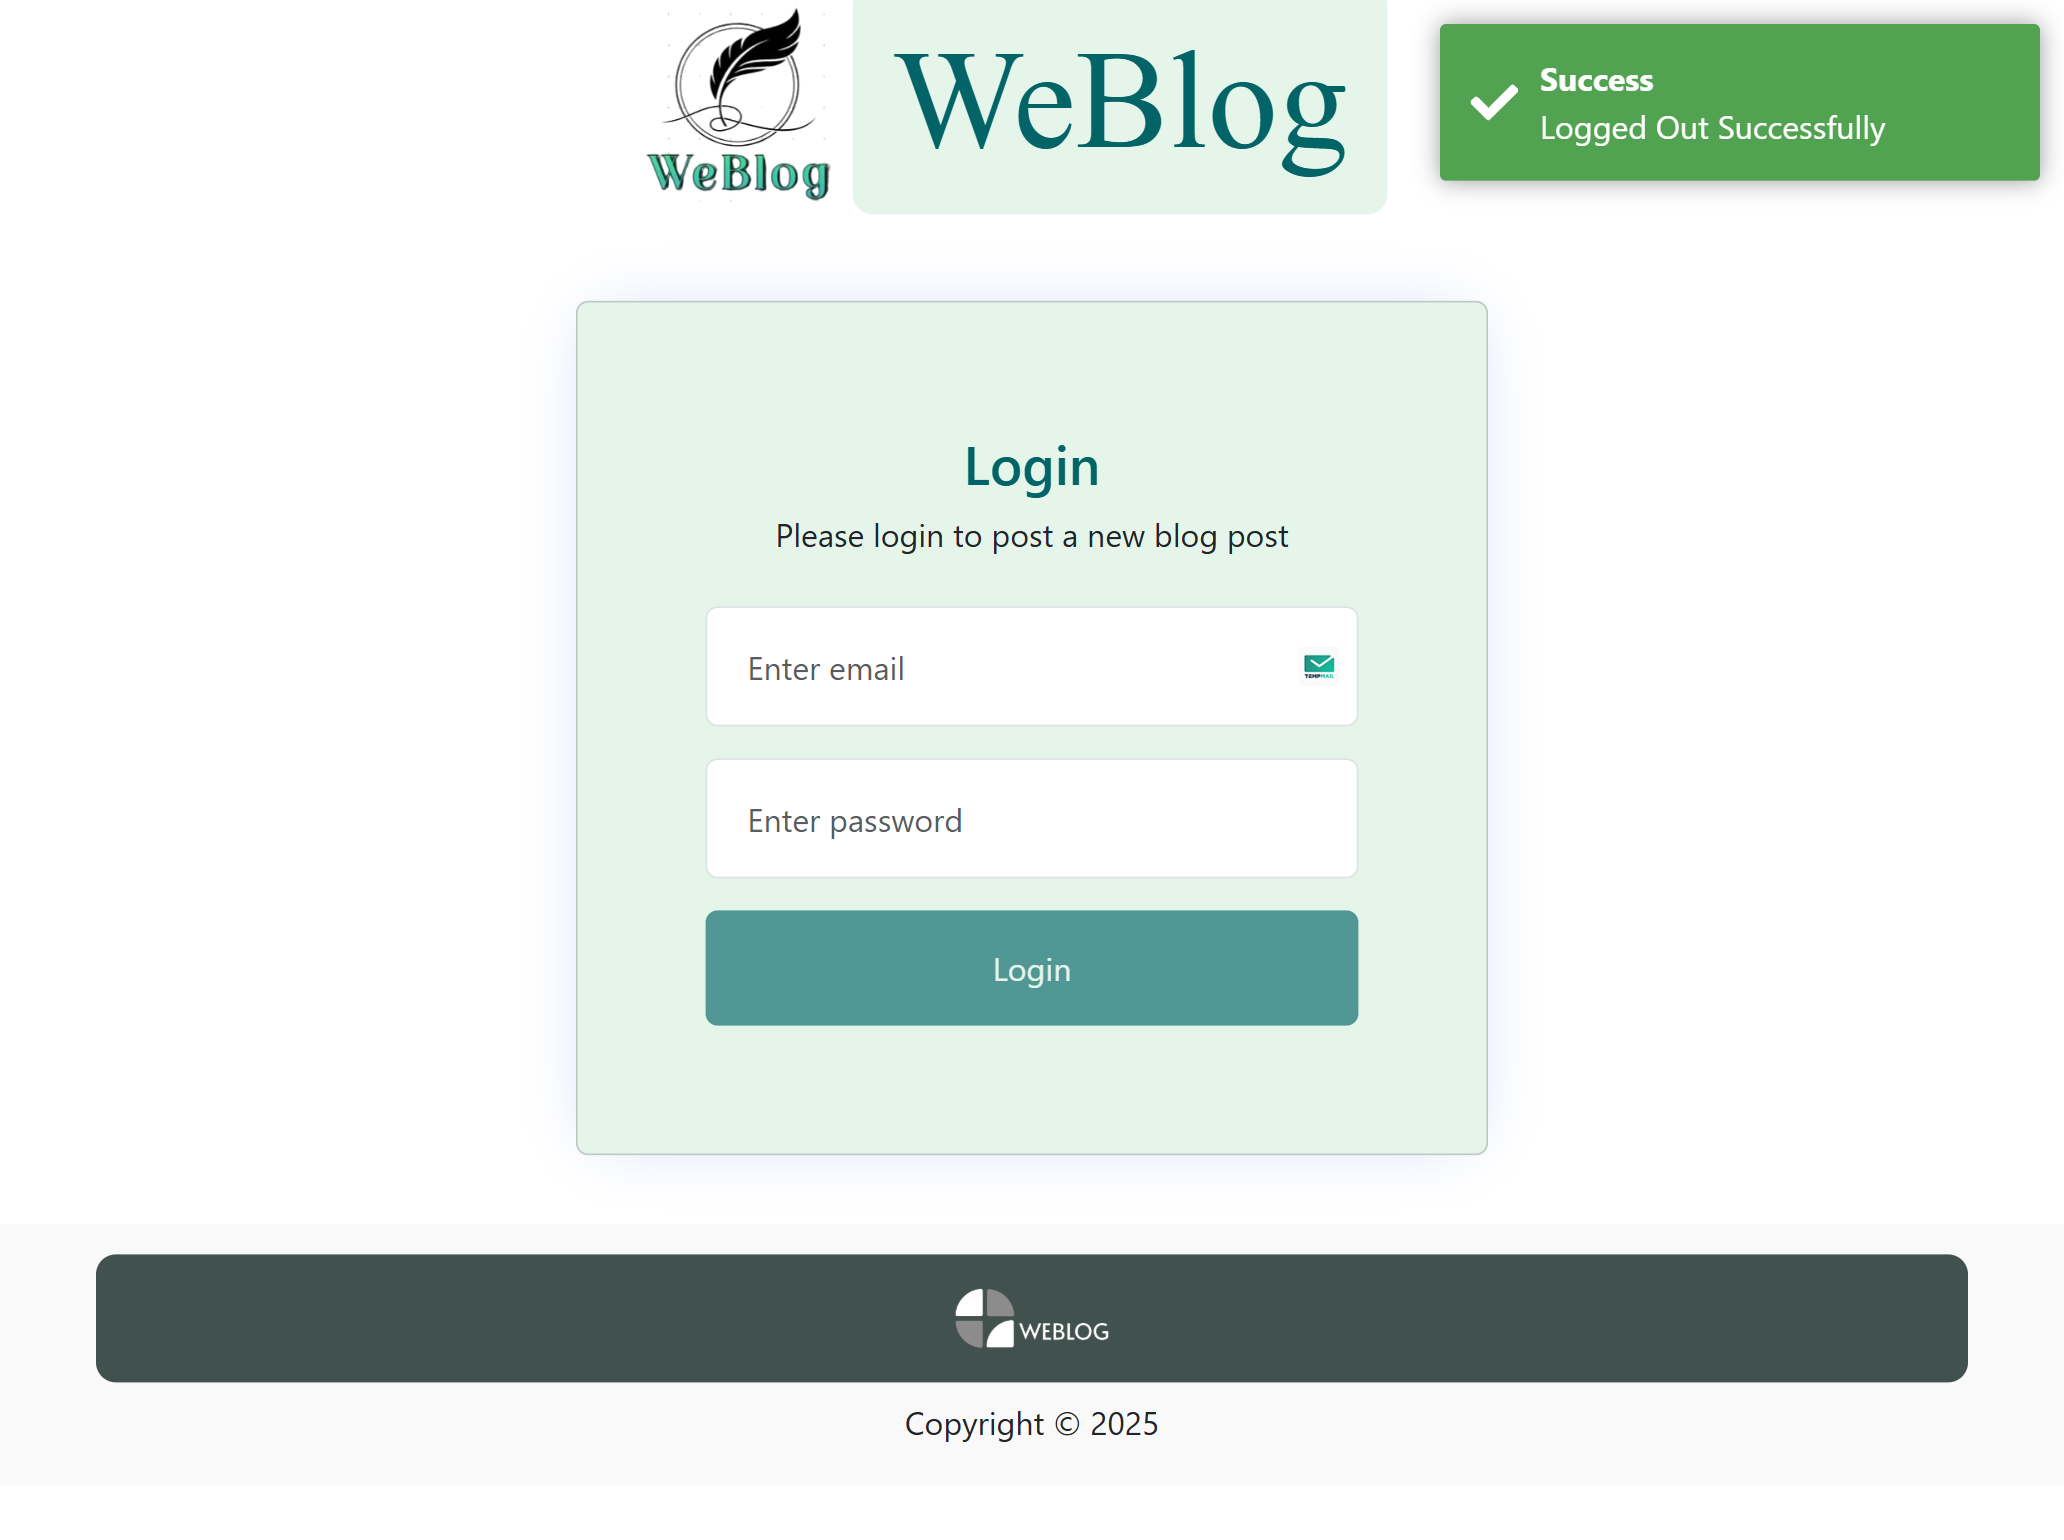 WeBlog
WeBlog
Success
Logged Out Successfully
Login
Please login to post a new blog post
Enter email
TEMPMAIL
Enter password
Login
WEBLOG
Copyright © 2025